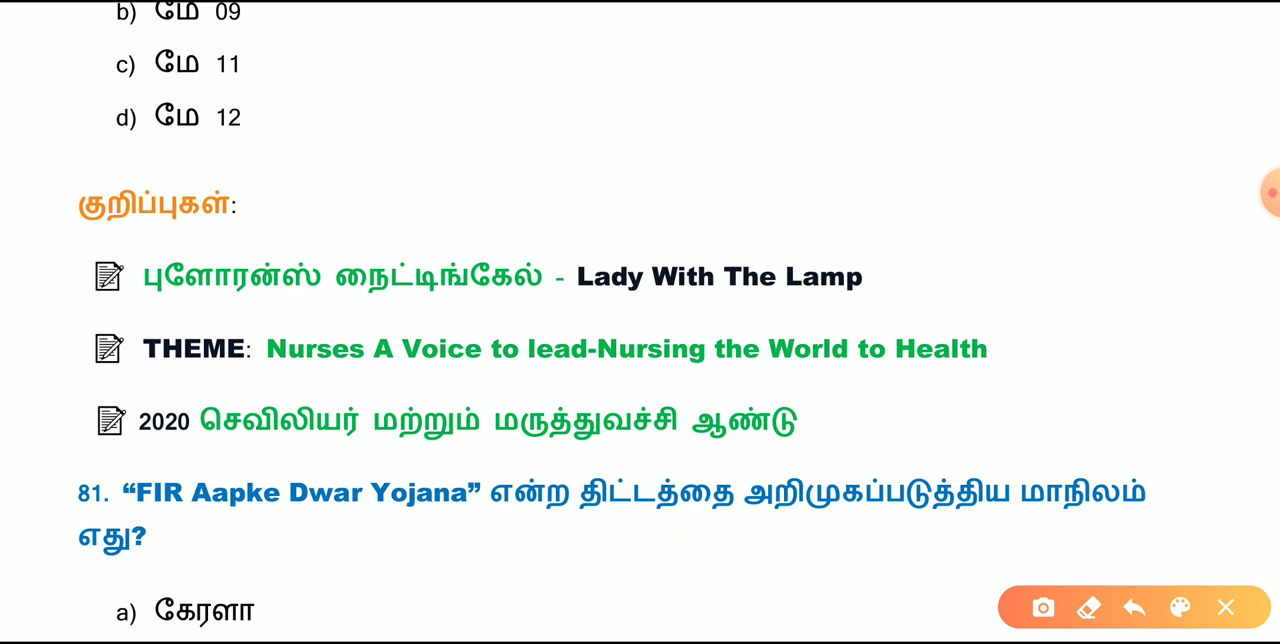 b) மே 09
c) மே 11
d) மே 12
குறிப்புகள்:
புளோரன்ஸ் நைட்டிங்கேல் - Lady With The Lamp
THEME: Nurses A Voice to lead-Nursing the World to Health
2020 செவிலியர் மற்றும் மருத்துவச்சி ஆண்டு
81. “FIR Aapke Dwar Yojana” என்ற திட்டத்தை அறிமுகப்படுத்திய மாநிலம்
எது?
a) கேரளா